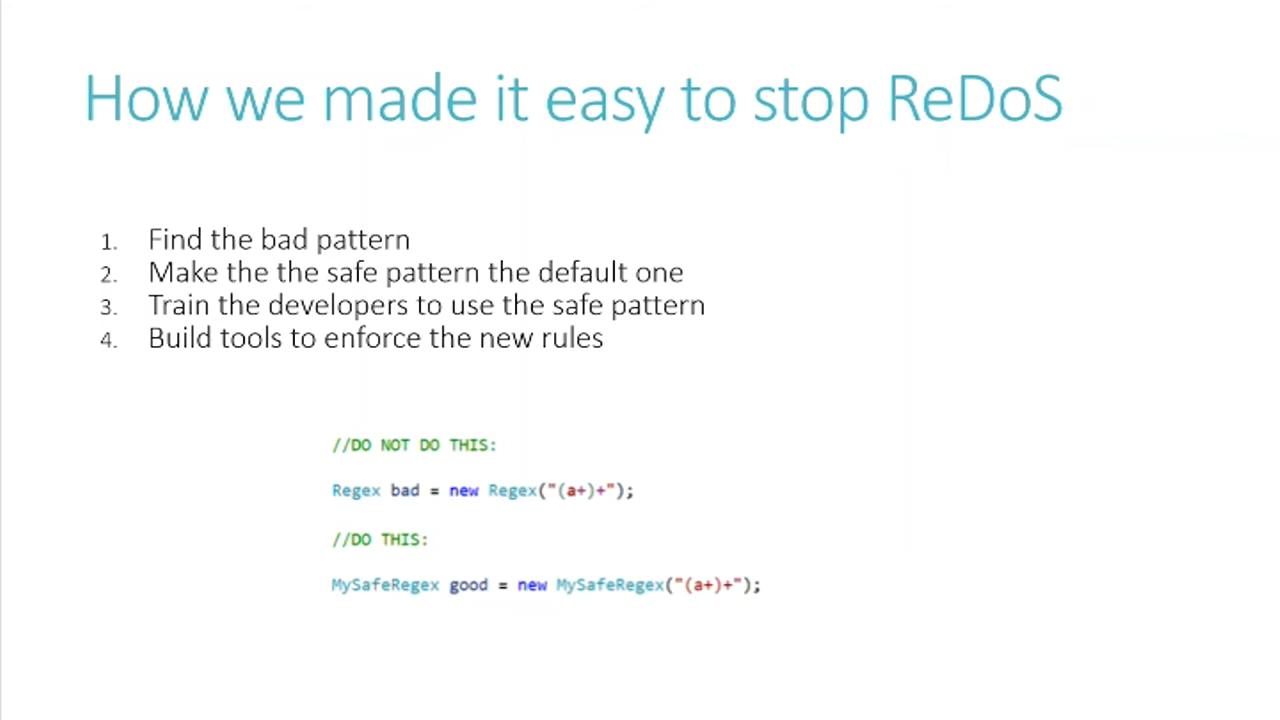 How we made it easy to stop ReDoS
1. Find the bad pattern
2. Make the the safe pattern the default one
3. Train the developers to use the safe pattern
4. Build tools to enforce the new rules
//DO NOT DO THIS:
Regex bad = new Regex("(a+)+");
//DO THIS:
MySafeRegex good = new MySafeRegex("(a+)+");